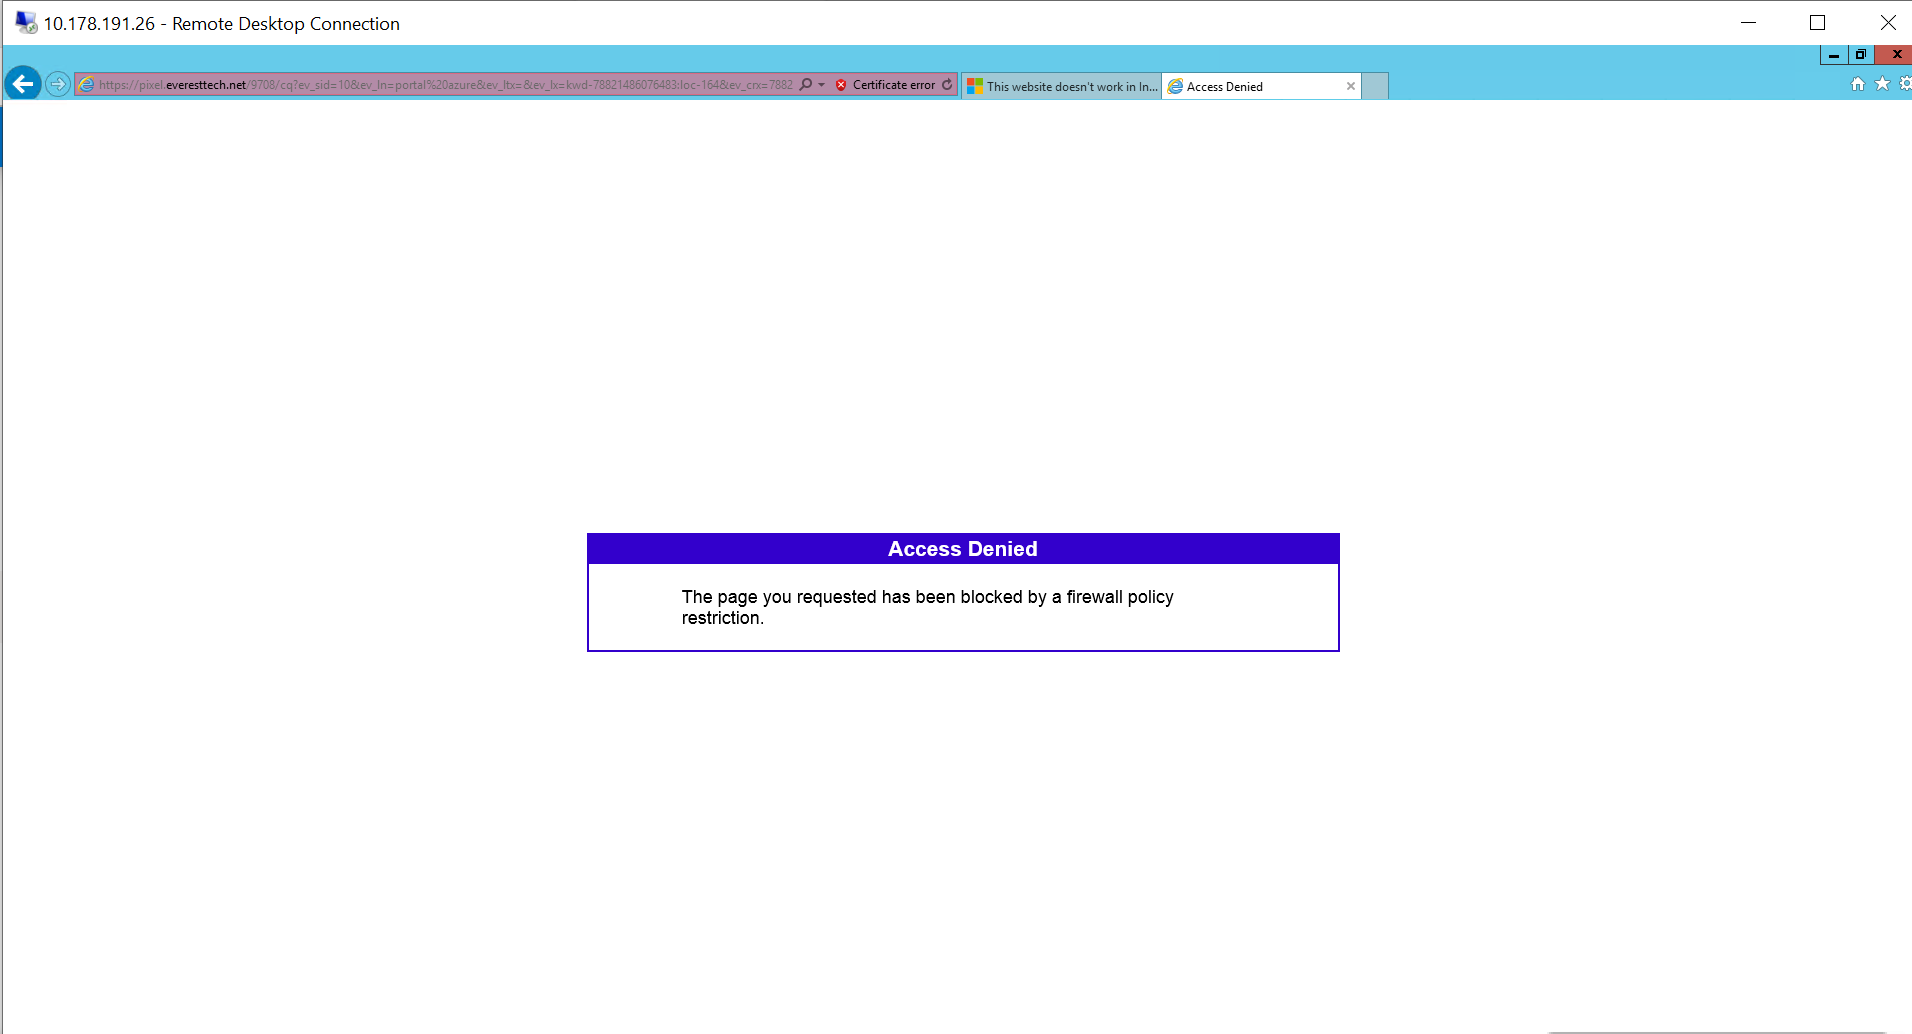 10.178.191.26 - Remote Desktop Connection
https://pixel.everesttech.net/9708/cq?ev_sid=10&ev_ln=portal%20azure&ev_ltx=&ev_lx=kwd-78821486076483:loc-164&ev_crx=7882
Certificate error
This website doesn't work in In...
Access Denied
Access Denied
The page you requested has been blocked by a firewall policy
restriction.